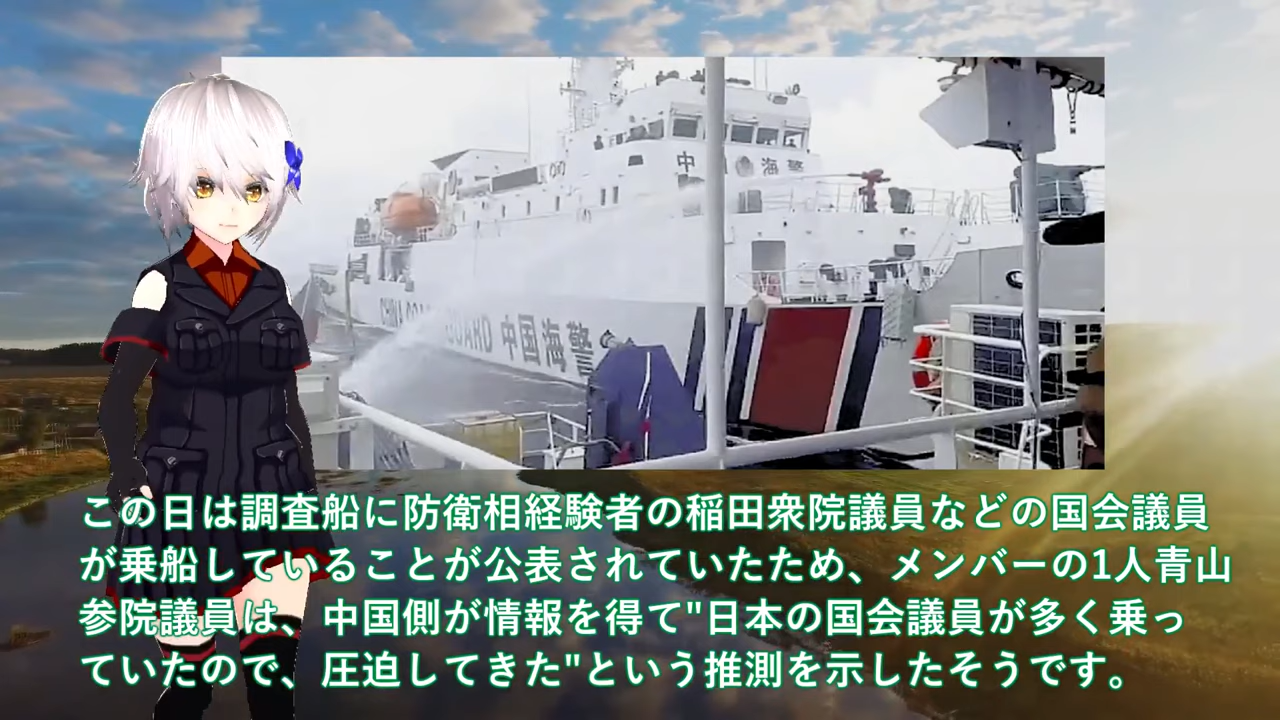 中国海警
CHINA COAST GUARD 中国海警
この日は調査船に防衛相経験者の稲田衆院議員などの国会議員
が乗船していることが公表されていたため、メンバーの1人青山
参院議員は、中国側が情報を得て"日本の国会議員が多く乗っ
ていたので、圧迫してきた"という推測を示したそうです。